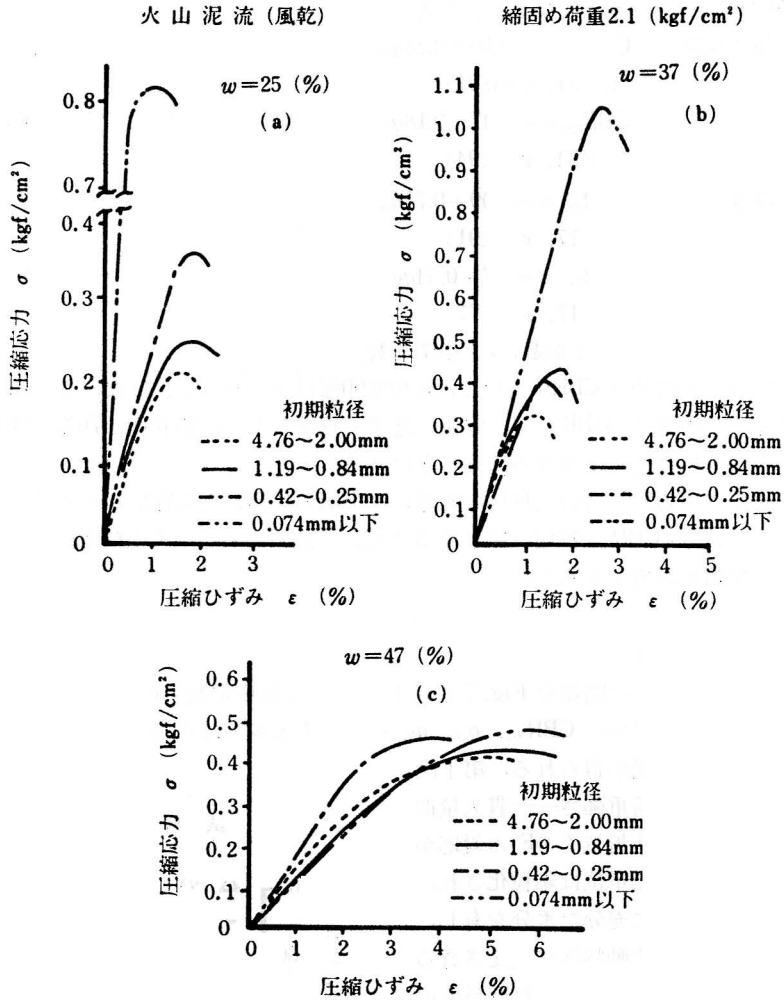 火山泥流(風乾)
締固め荷重2.1(kgf/cm²)
w=25(%)
(a)
圧縮応力 σ (kgf/cm²)
0.8
0.7
0.4
0.3
0.2
0.1
0
0 1 2 3
圧縮ひずみ ε (%)
初期粒径
4.76~2.00mm
1.19~0.84mm
0.42~0.25mm
0.074mm以下
w=37(%)
(b)
圧縮応力 σ (kgf/cm²)
1.1
1.0
0.9
0.8
0.7
0.6
0.5
0.4
0.3
0.2
0.1
0
0 1 2 3 4 5
圧縮ひずみ ε (%)
初期粒径
4.76~2.00mm
1.19~0.84mm
0.42~0.25mm
0.074mm以下
w=47(%)
(c)
圧縮応力 σ (kgf/cm²)
0.6
0.5
0.4
0.3
0.2
0.1
0
0 1 2 3 4 5 6
圧縮ひずみ ε (%)
初期粒径
4.76~2.00mm
1.19~0.84mm
0.42~0.25mm
0.074mm以下